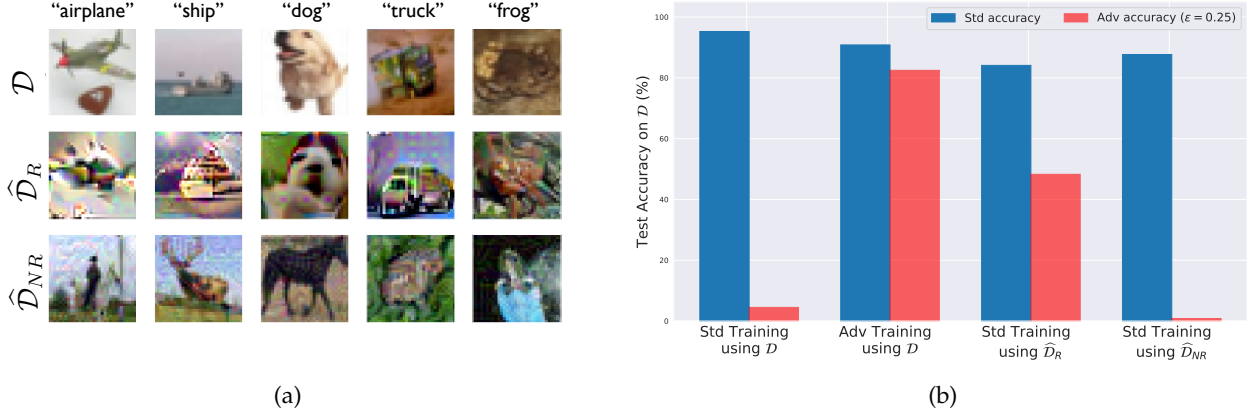 “airplane” “ship” “dog” “truck” “frog”
𝒟
𝒟̂_R
𝒟̂_NR
(a)
Std accuracy Adv accuracy (ε = 0.25)
Test Accuracy on 𝒟 (%)
100
80
60
40
20
0
Std Training
using 𝒟
Adv Training
using 𝒟
Std Training
using 𝒟̂_R
Std Training
using 𝒟̂_NR
(b)